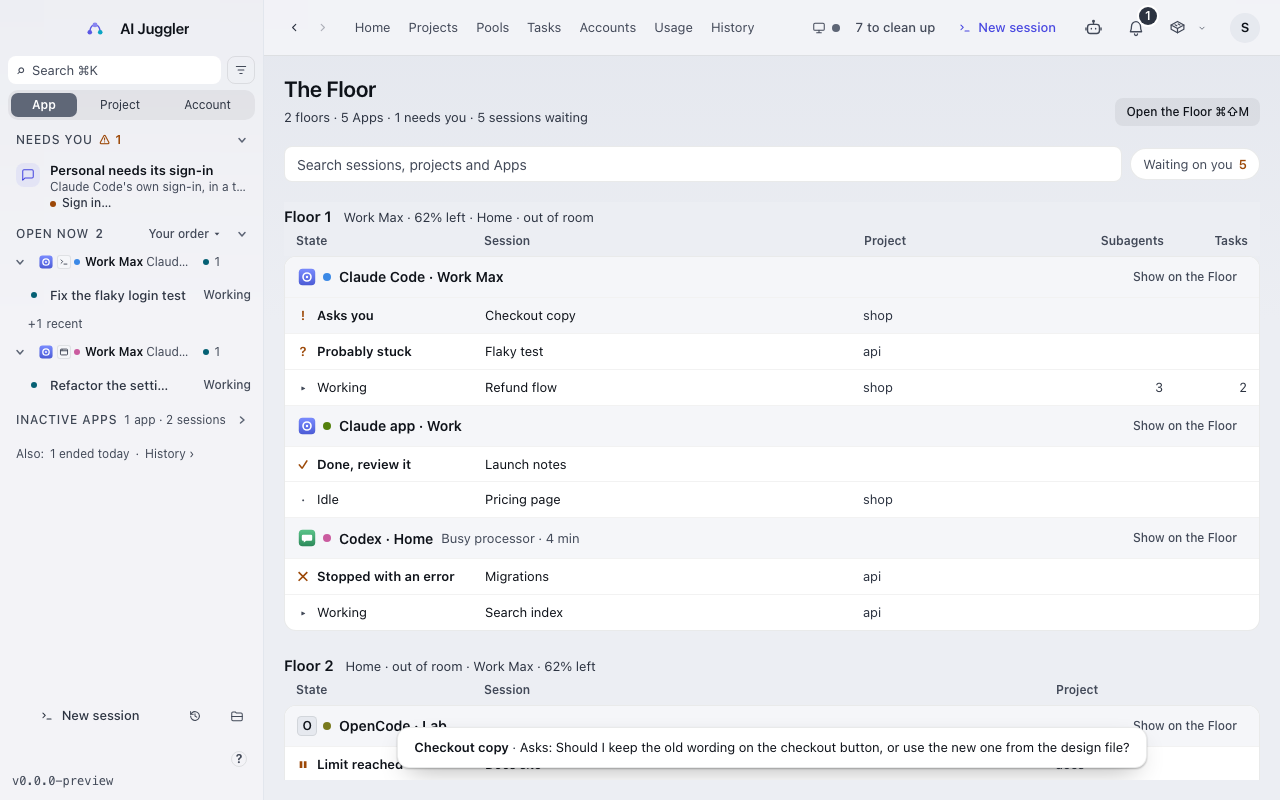 AI Juggler
Search ⌘K
App Project Account
NEEDS YOU 1
Personal needs its sign-in
Claude Code's own sign-in, in a t…
Sign in…
OPEN NOW 2 Your order
Work Max Claud… 1
Fix the flaky login test Working
+1 recent
Work Max Claud… 1
Refactor the setti… Working
INACTIVE APPS 1 app · 2 sessions
Also: 1 ended today · History ›
New session
?
v0.0.0-preview
Home Projects Pools Tasks Accounts Usage History 7 to clean up New session 1 S
The Floor
2 floors · 5 Apps · 1 needs you · 5 sessions waiting
Open the Floor ⌘⇧M
Search sessions, projects and Apps
Waiting on you 5
Floor 1 Work Max · 62% left · Home · out of room
State Session Project Subagents Tasks
Claude Code · Work Max Show on the Floor
! Asks you Checkout copy shop
? Probably stuck Flaky test api
Working Refund flow shop 3 2
Claude app · Work Show on the Floor
Done, review it Launch notes
Idle Pricing page shop
Codex · Home Busy processor · 4 min Show on the Floor
Stopped with an error Migrations api
Working Search index api
Floor 2 Home · out of room · Work Max · 62% left
State Session Project
O OpenCode · Lab Show on the Floor
Checkout copy · Asks: Should I keep the old wording on the checkout button, or use the new one from the design file?
Limit reached